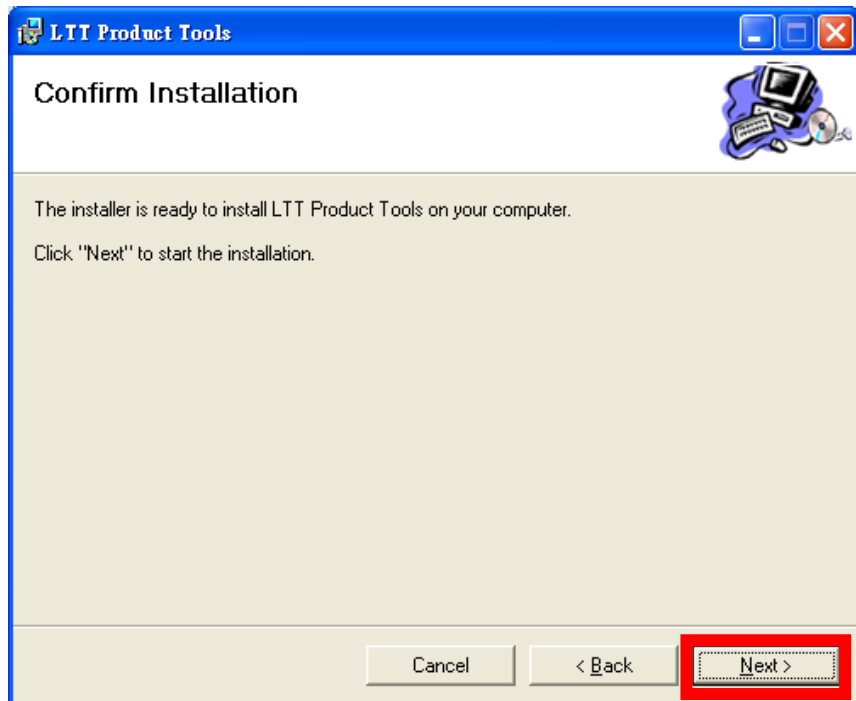 LTT Product Tools
Confirm Installation
The installer is ready to install LTT Product Tools on your computer.
Click "Next" to start the installation.
Cancel
< Back
Next >